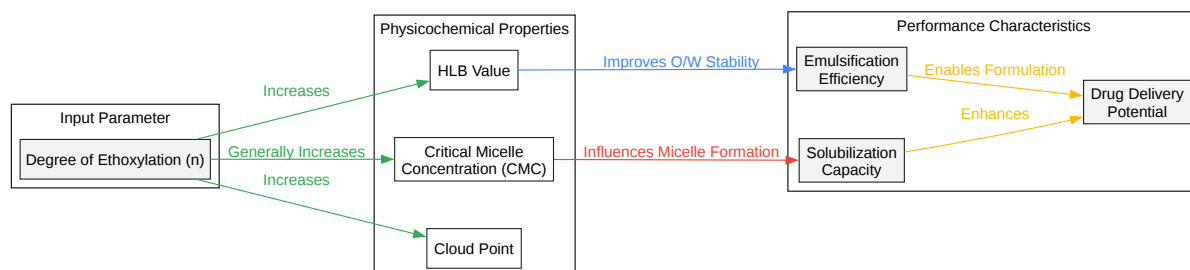 Input Parameter
Degree of Ethoxylation (n)
Increases
Generally Increases
Increases
Physicochemical Properties
HLB Value
Critical Micelle
Concentration (CMC)
Cloud Point
Improves O/W Stability
Influences Micelle Formation
Performance Characteristics
Emulsification
Efficiency
Solubilization
Capacity
Enables Formulation
Enhances
Drug Delivery
Potential